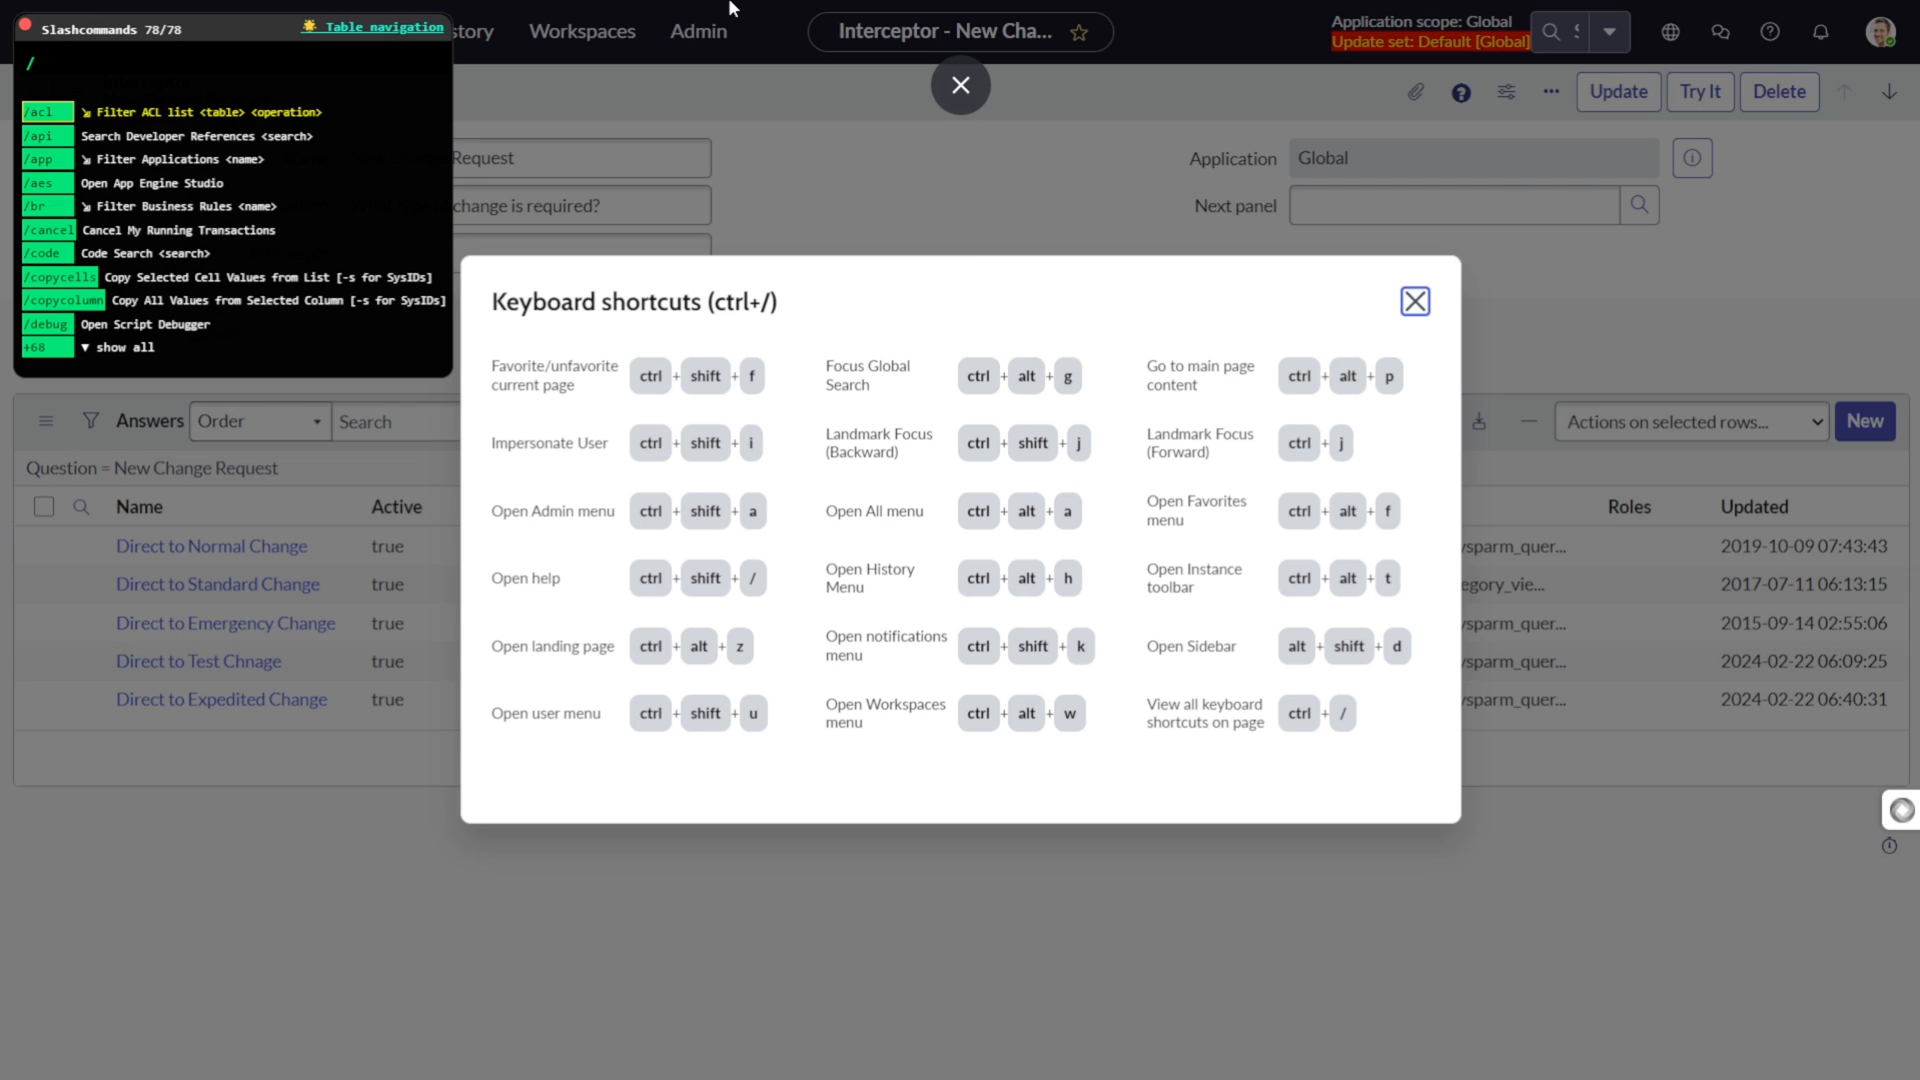 Slashcommands 78/78
Table navigation
/
/acl ⇲ Filter ACL list <table> <operation>
/api Search Developer References <search>
/app ⇲ Filter Applications <name>
/aes Open App Engine Studio
/br ⇲ Filter Business Rules <name>
/cancel Cancel My Running Transactions
/code Code Search <search>
/copycells Copy Selected Cell Values from List [-s for SysIDs]
/copycolumn Copy All Values from Selected Column [-s for SysIDs]
/debug Open Script Debugger
+68 ▼ show all
story
Workspaces
Admin
Interceptor - New Cha...
Application scope: Global
Update set: Default [Global]
Update
Try It
Delete
Request
change is required?
Application
Global
Next panel
Keyboard shortcuts (ctrl+/)
Favorite/unfavorite current page ctrl + shift + f
Focus Global Search ctrl + alt + g
Go to main page content ctrl + alt + p
Impersonate User ctrl + shift + i
Landmark Focus (Backward) ctrl + shift + j
Landmark Focus (Forward) ctrl + j
Open Admin menu ctrl + shift + a
Open All menu ctrl + alt + a
Open Favorites menu ctrl + alt + f
Open help ctrl + shift + /
Open History Menu ctrl + alt + h
Open Instance toolbar ctrl + alt + t
Open landing page ctrl + alt + z
Open notifications menu ctrl + shift + k
Open Sidebar alt + shift + d
Open user menu ctrl + shift + u
Open Workspaces menu ctrl + alt + w
View all keyboard shortcuts on page ctrl + /
Answers
Order
Search
Actions on selected rows...
New
Question = New Change Request
Name
Active
Roles
Updated
Direct to Normal Change true /sparm_quer... 2019-10-09 07:43:43
Direct to Standard Change true egory_vie... 2017-07-11 06:13:15
Direct to Emergency Change true /sparm_quer... 2015-09-14 02:55:06
Direct to Test Chnage true /sparm_quer... 2024-02-22 06:09:25
Direct to Expedited Change true /sparm_quer... 2024-02-22 06:40:31